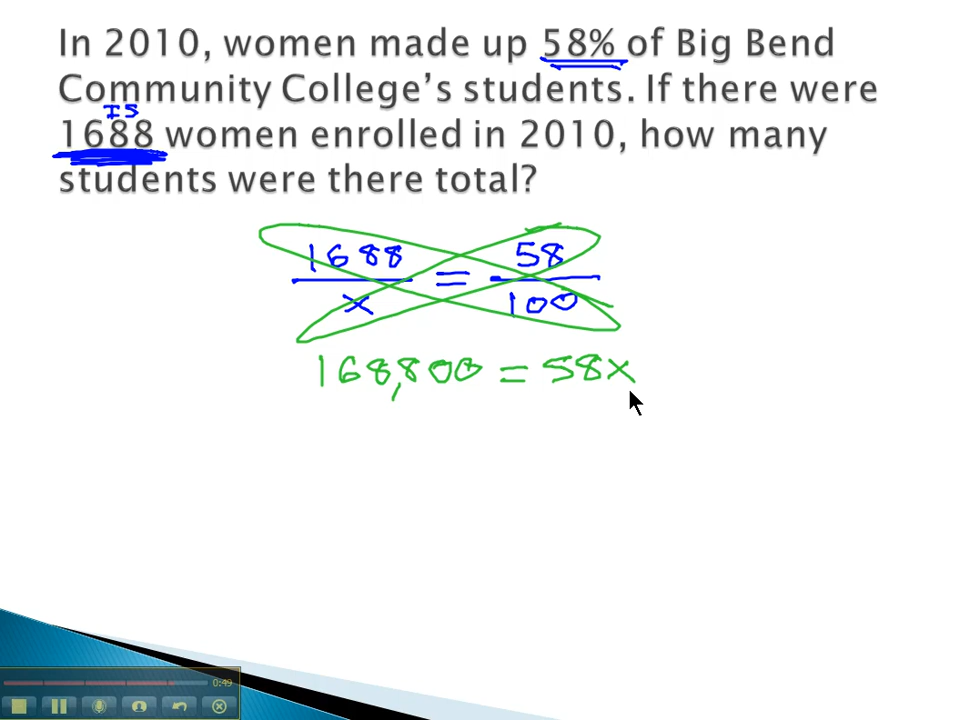 In 2010, women made up 58% of Big Bend
Community College's students. If there were
IS
1688 women enrolled in 2010, how many
students were there total?
1688 = 58
x 100
168,800 = 58x
0:49